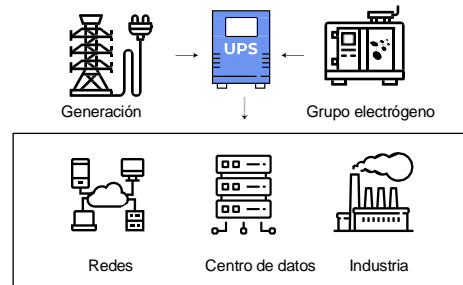 UPS
Generación
Grupo electrógeno
Redes
Centro de datos
Industria